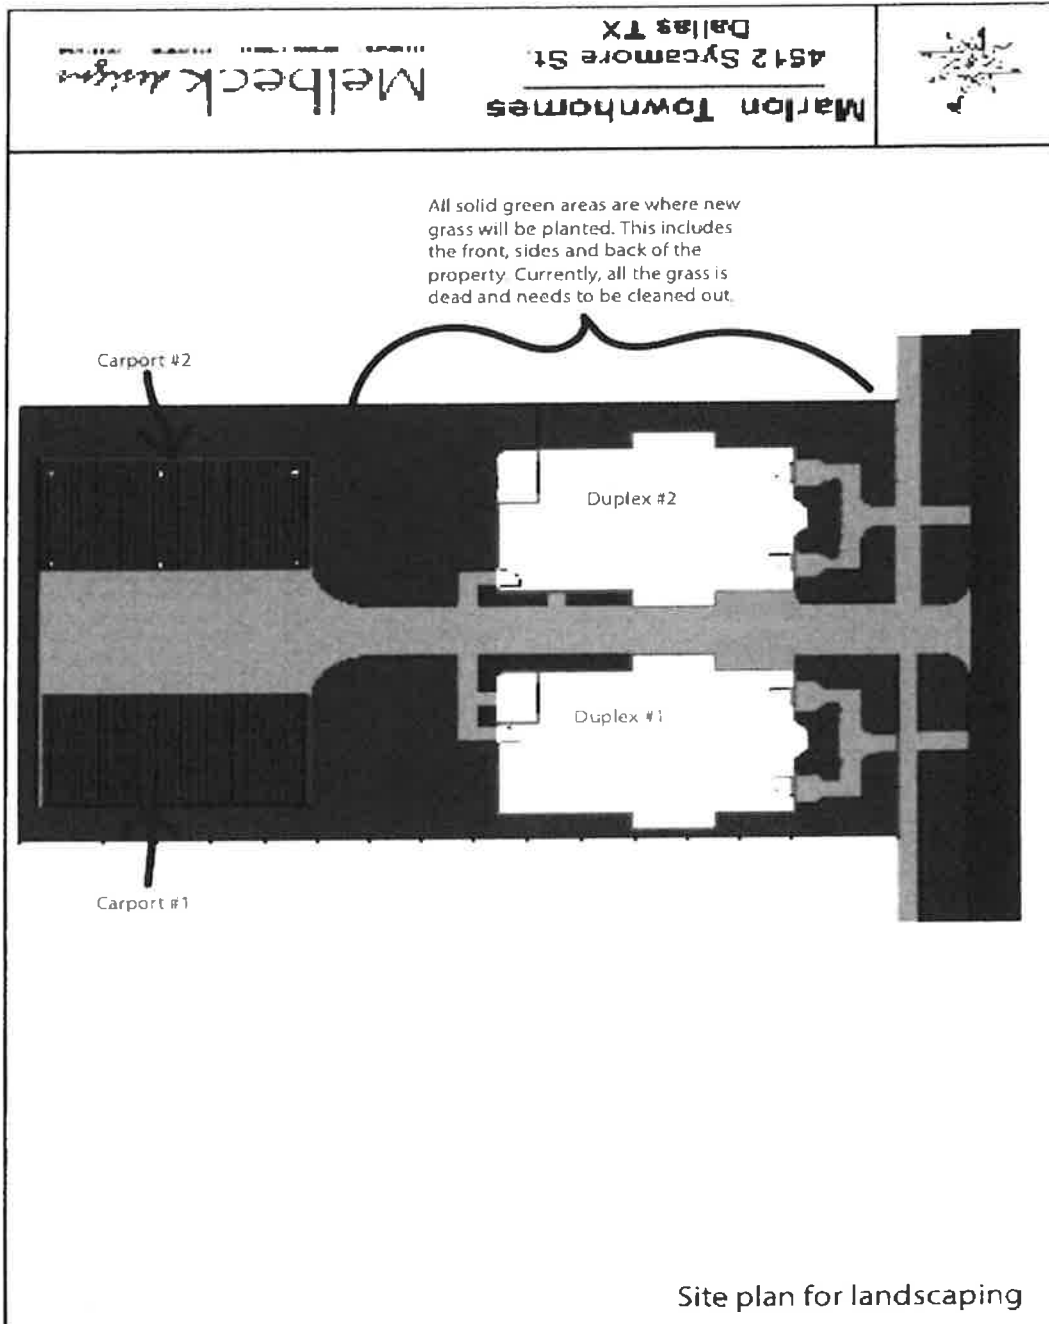 Melbeck designs
Marlon Townhomes
4512 Sycamore St.
Dallas TX
All solid green areas are where new
grass will be planted. This includes
the front, sides and back of the
property. Currently, all the grass is
dead and needs to be cleaned out.
Carport #2
Duplex #2
Duplex #1
Carport #1
Site plan for landscaping